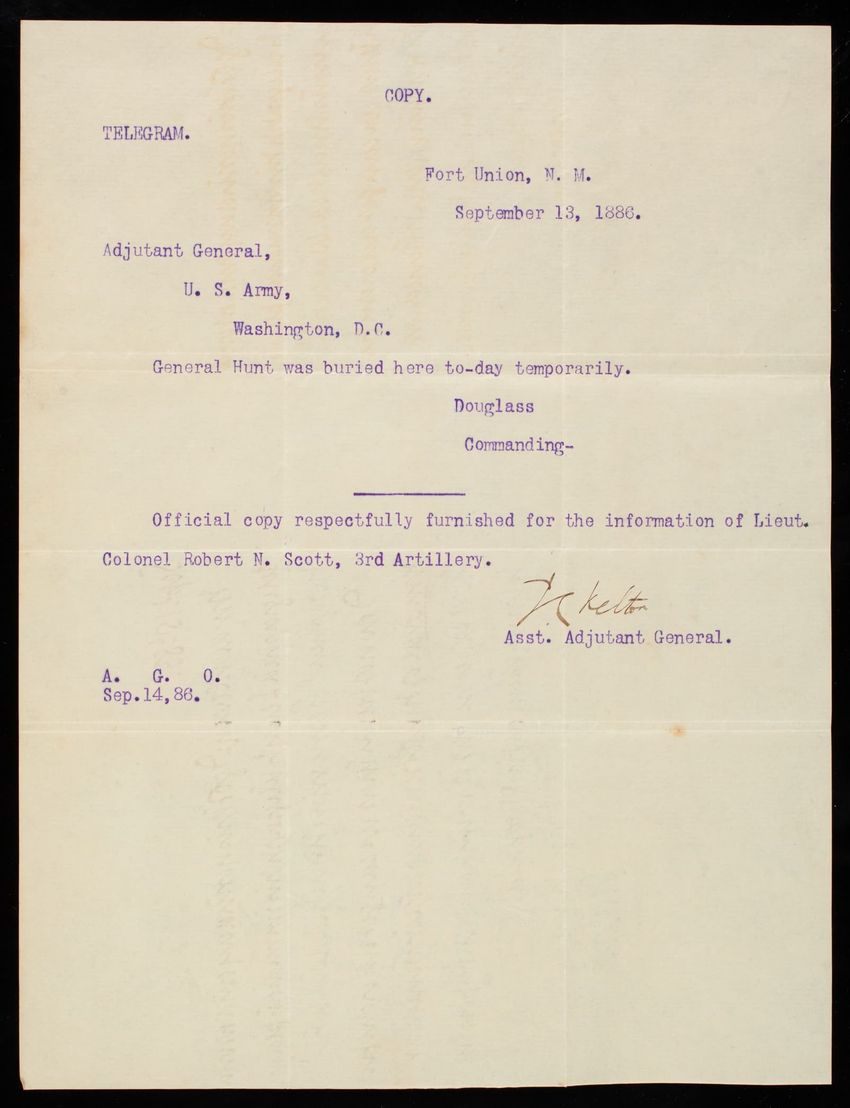 COPY.
TELEGRAM.
Fort Union, N. M.
September 13, 1886.
Adjutant General,
U. S. Army,
Washington, D.C.
General Hunt was buried here to-day temporarily.
Douglass
Commanding-
Official copy respectfully furnished for the information of Lieut.
Colonel Robert N. Scott, 3rd Artillery.
Kelton
Asst. Adjutant General.
A. G. O.
Sep.14,86.